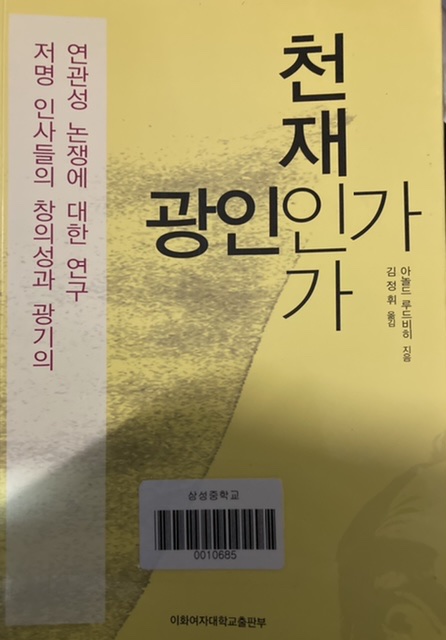 천
재
광인인가
가
저명 인사들의 창의성과 광기의
연관성 논쟁에 대한 연구
아놀드 루드비히 지음
김정휘 옮김
삼성중학교
0010685
이화여자대학교출판부